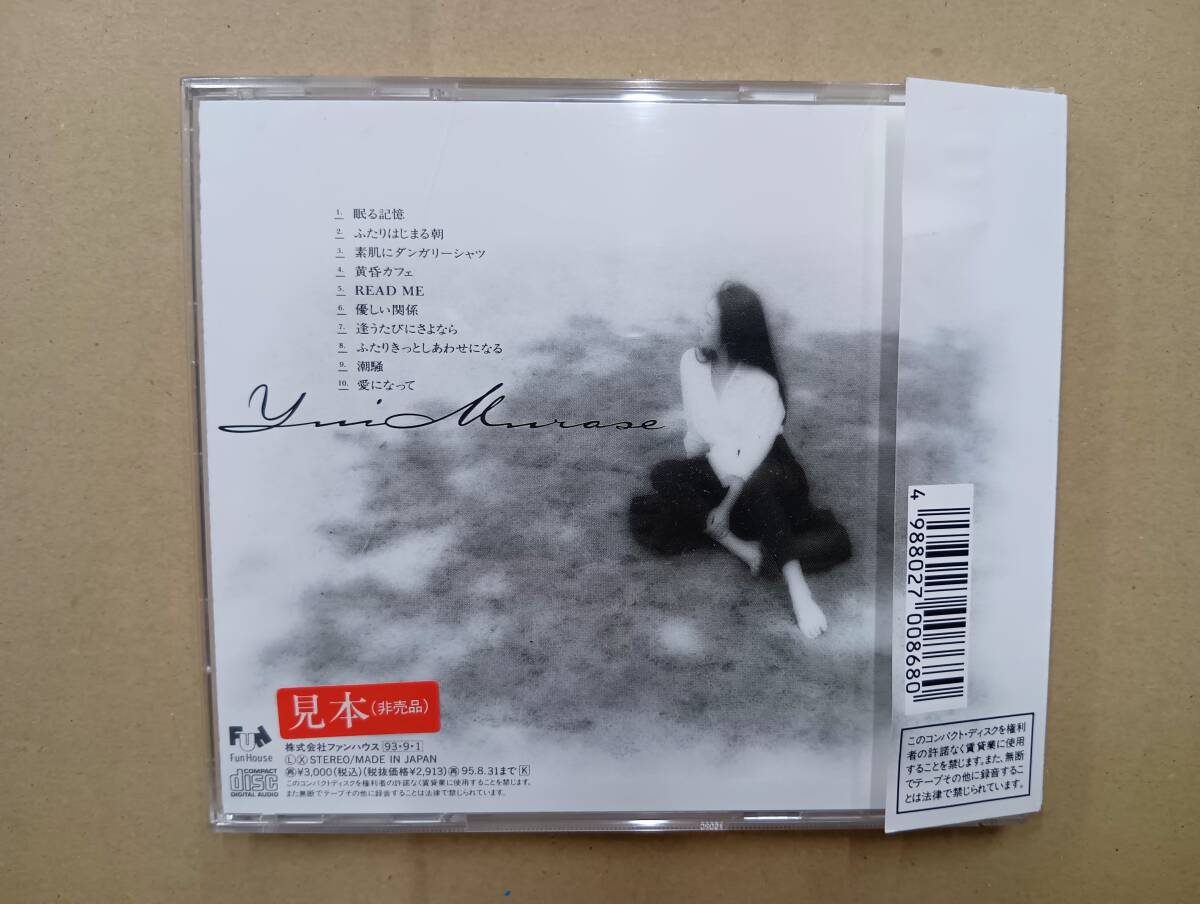 1. 眠る記憶
2. ふたりはじまる朝
3. 素肌にダンガリーシャツ
4. 黄昏カフェ
5. READ ME
6. 優しい関係
7. 逢うたびにさよなら
8. ふたりきっとしあわせになる
9. 潮騒
10. 愛になって
Yui Murase
見本(非売品)
FUN
Fun House
株式会社ファンハウス 93・9・1
Ⓛ Ⓧ STEREO/MADE IN JAPAN
再¥3,000(税込)(税抜価格¥2,913)再95.8.31まで K
このコンパクトディスクを権利者の許諾なく賃貸業に使用することを禁じます。
また無断でテープその他に録音することは法律で禁じられています。
COMPACT
disc
DIGITAL AUDIO
4 988027 008680
このコンパクト・ディスクを権利
者の許諾なく賃貸業に使用
することを禁じます。また、無断
でテープその他に録音するこ
とは法律で禁じられています。